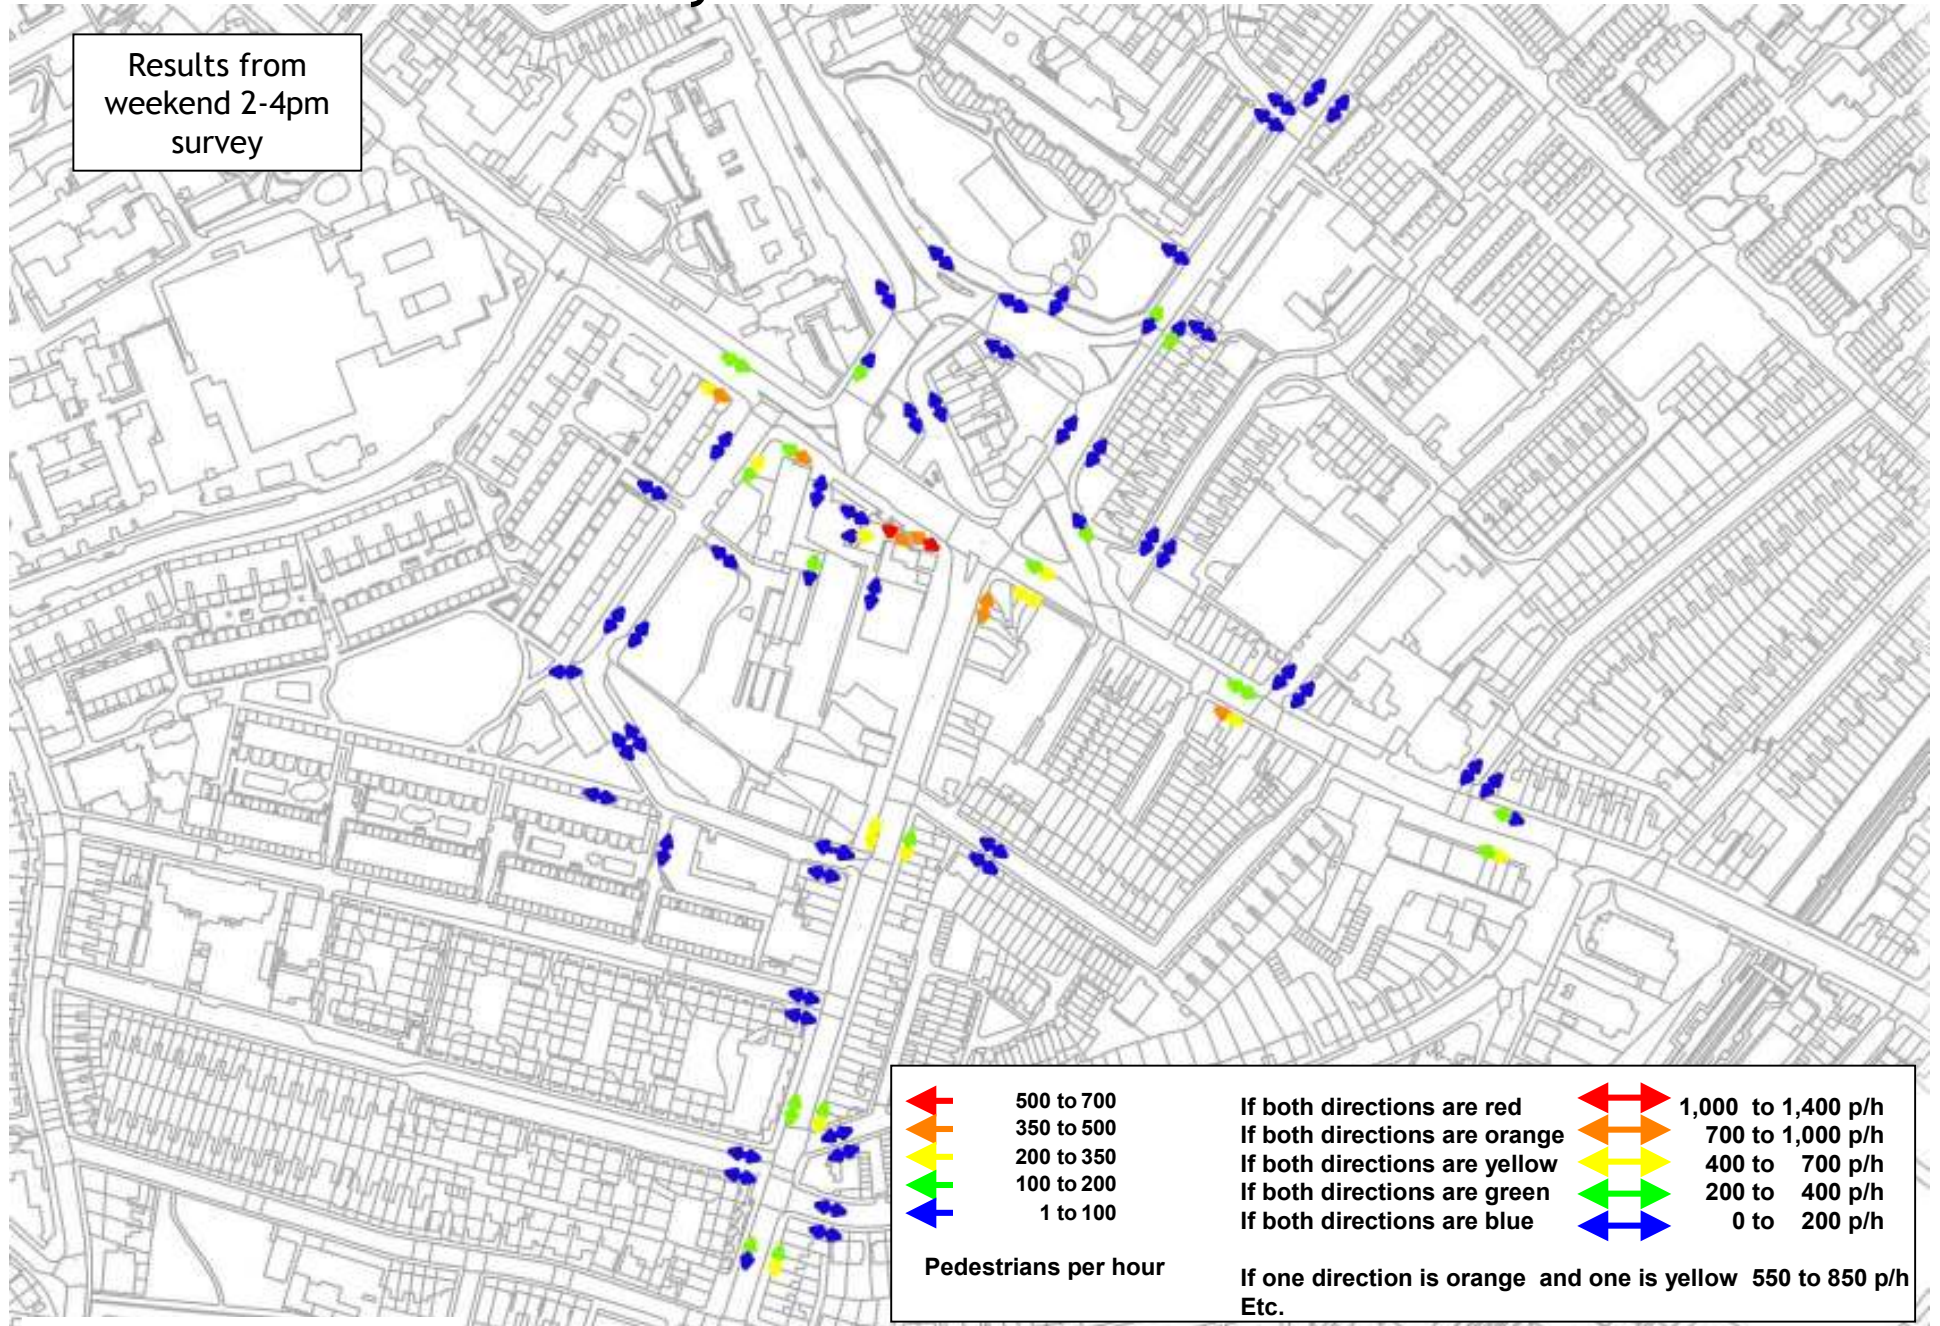 Results from
weekend 2-4pm
survey
500 to 700
350 to 500
200 to 350
100 to 200
1 to 100
Pedestrians per hour
If both directions are red 1,000 to 1,400 p/h
If both directions are orange 700 to 1,000 p/h
If both directions are yellow 400 to 700 p/h
If both directions are green 200 to 400 p/h
If both directions are blue 0 to 200 p/h
If one direction is orange and one is yellow 550 to 850 p/h
Etc.